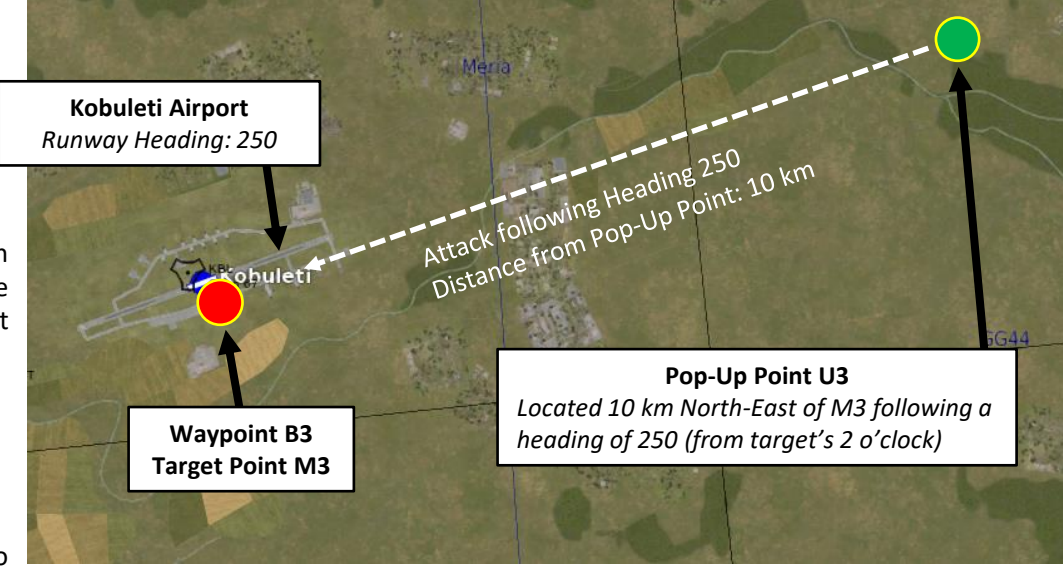 Meria
Kobuleti Airport
Runway Heading: 250
Attack following Heading 250
Distance from Pop-Up Point: 10 km
Kobuleti
GG44
Pop-Up Point U3
Located 10 km North-East of M3 following a
heading of 250 (from target's 2 o'clock)
Waypoint B3
Target Point M3